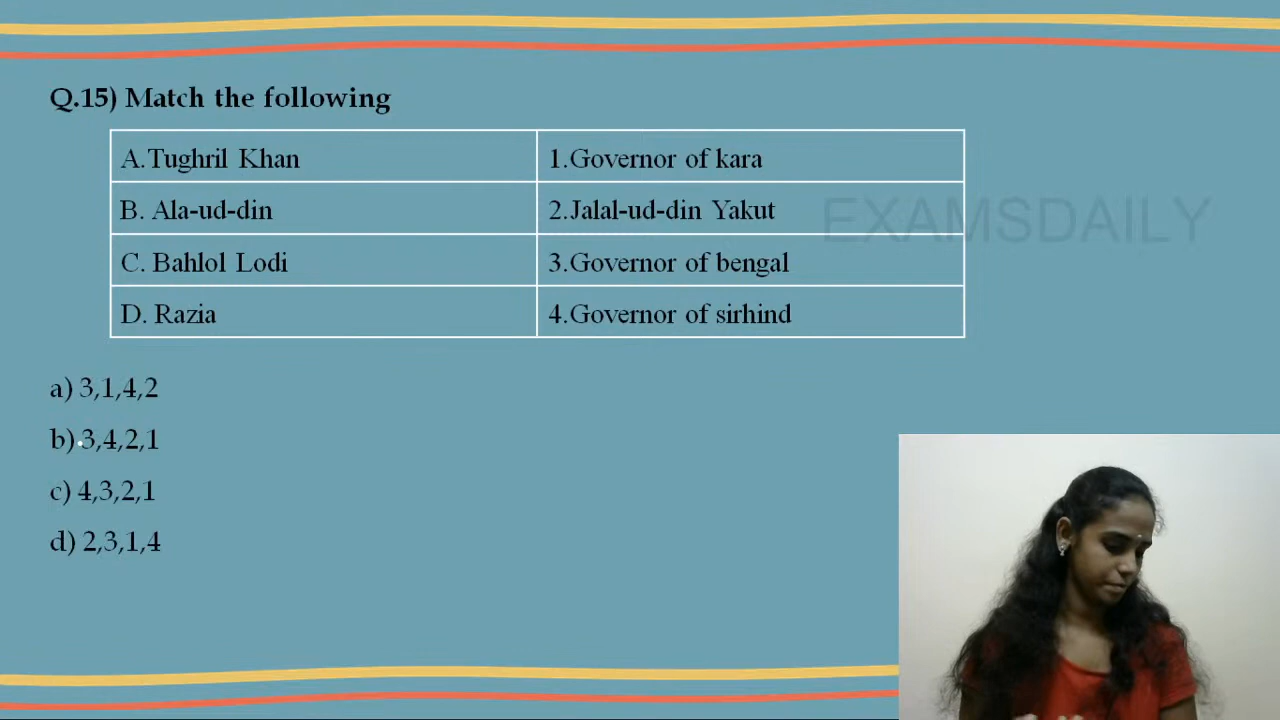 Q.15) Match the following
A.Tughril Khan 1.Governor of kara
B. Ala-ud-din 2.Jalal-ud-din Yakut
C. Bahlol Lodi 3.Governor of bengal
D. Razia 4.Governor of sirhind
EXAMSDAILY
a) 3,1,4,2
b) 3,4,2,1
c) 4,3,2,1
d) 2,3,1,4